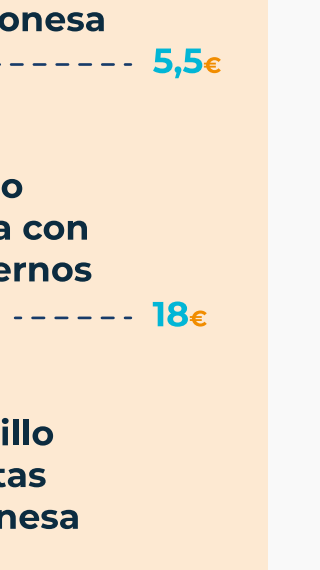 onesa
5,5€
o
a con
ernos
18€
illo
tas
nesa